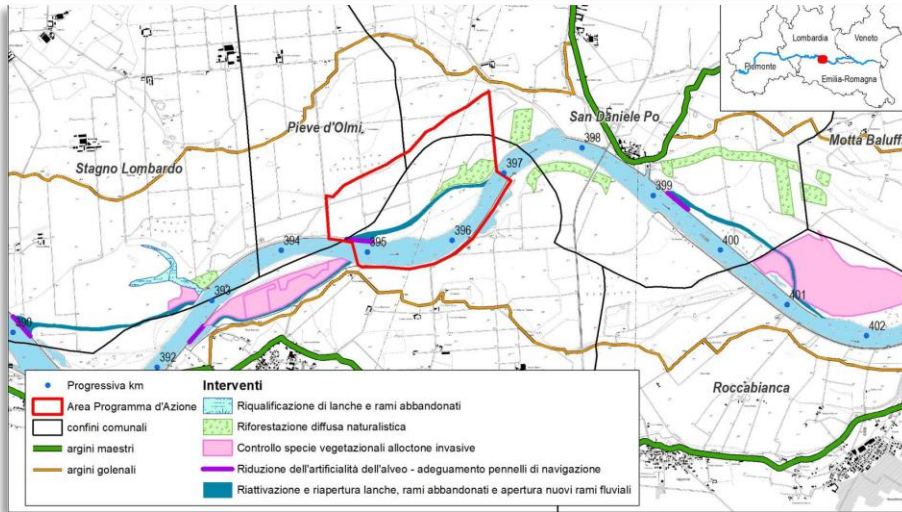 Lombardia
Veneto
Piemonte
Emilia-Romagna
San Daniele Po
Pieve d'Olmi
Motta Baluff
Stagno Lombardo
398
397
399
396
395
394
400
393
401
402
392
Roccabianca
Progressiva km
Area Programma d'Azione
confini comunali
argini maestri
argini golenali
Interventi
Riqualificazione di lanche e rami abbandonati
Riforestazione diffusa naturalistica
Controllo specie vegetazionali alloctone invasive
Riduzione dell'artificialità dell'alveo - adeguamento pennelli di navigazione
Riattivazione e riapertura lanche, rami abbandonati e apertura nuovi rami fluviali